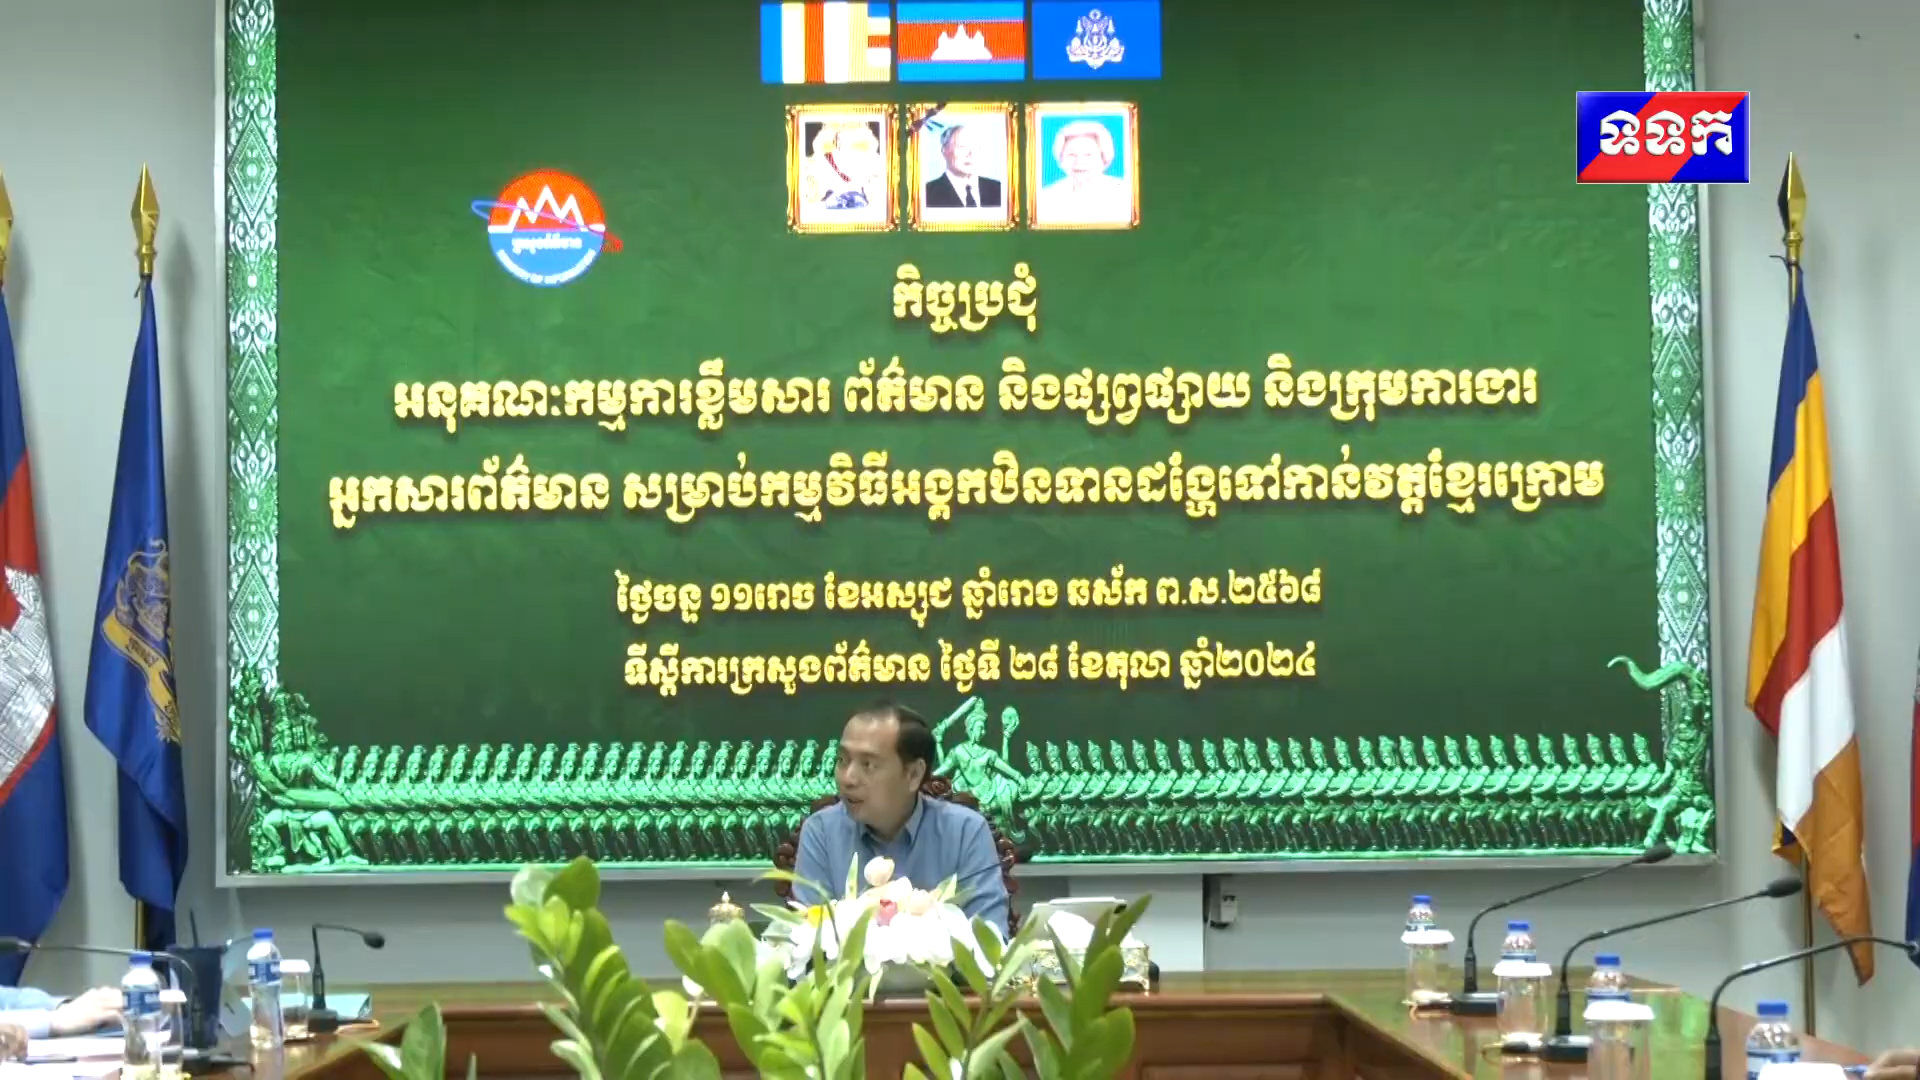 ទទក
កិច្ចប្រជុំ
អនុគណៈកម្មការខ្លឹមសារ ព័ត៌មាន និងផ្សព្វផ្សាយ និងក្រុមការងារ
អ្នកសារព័ត៌មាន សម្រាប់កម្មវិធីអង្គកឋិនទានដង្ហែទៅកាន់វត្តខ្មែរក្រោម
ថ្ងៃចន្ទ ១១រោច ខែអស្សុជ ឆ្នាំរោង ឆស័ក ព.ស.២៥៦៨
ទីស្តីការក្រសួងព័ត៌មាន ថ្ងៃទី ២៨ ខែតុលា ឆ្នាំ២០២៤